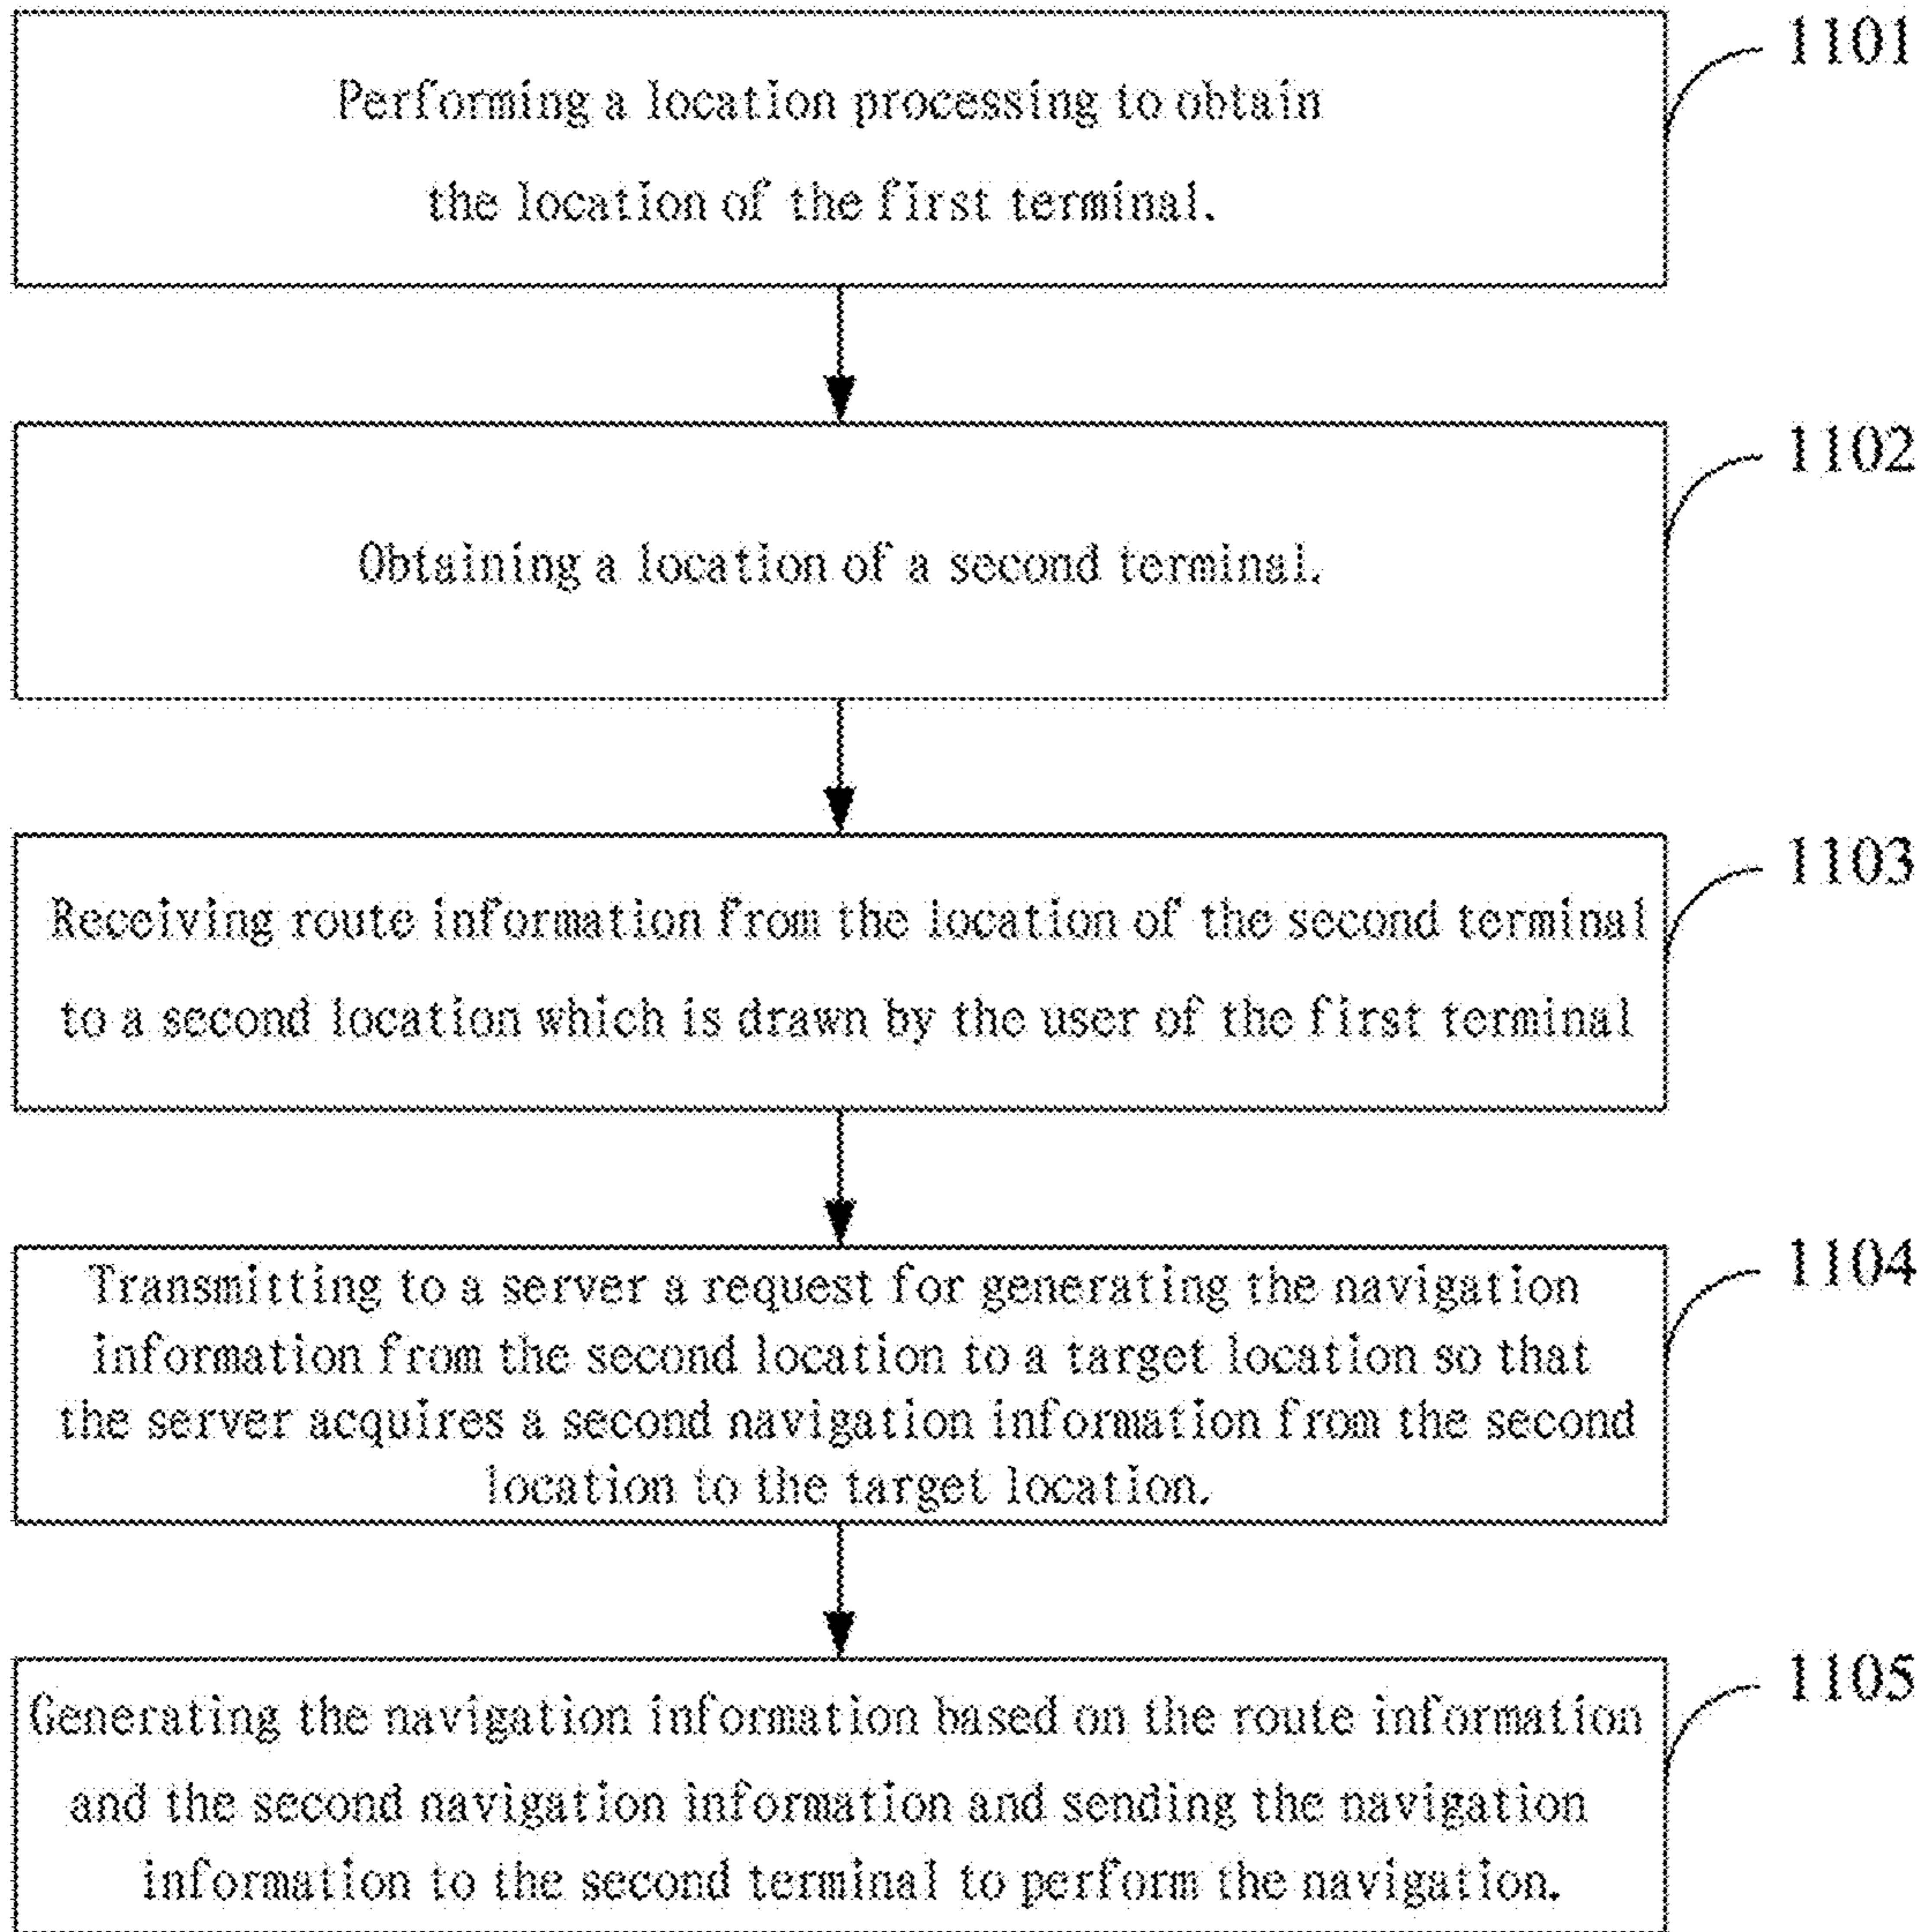 1101
Performing a location processing to obtain
the location of the first terminal.
1102
Obtaining a location of a second terminal.
1103
Receiving route information from the location of the second terminal
to a second location which is drawn by the user of the first terminal
1104
Transmitting to a server a request for generating the navigation
information from the second location to a target location so that
the server acquires a second navigation information from the second
location to the target location.
1105
Generating the navigation information based on the route information
and the second navigation information and sending the navigation
information to the second terminal to perform the navigation.